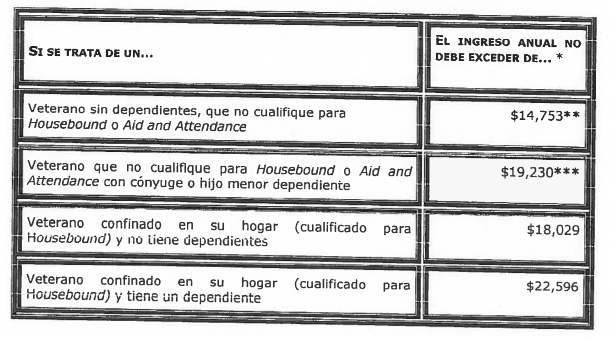 SI SE TRATA DE UN...
EL INGRESO ANUAL NO
DEBE EXCEDER DE... *
Veterano sin dependientes, que no cualifique para
Housebound o Aid and Attendance
$14,753**
Veterano que no cualifique para Housebound o Aid and
Attendance con cónyuge o hijo menor dependiente
$19,230***
Veterano confinado en su hogar (cualificado para
Housebound) y no tiene dependientes
$18,029
Veterano confinado en su hogar (cualificado para
Housebound) y tiene un dependiente
$22,596